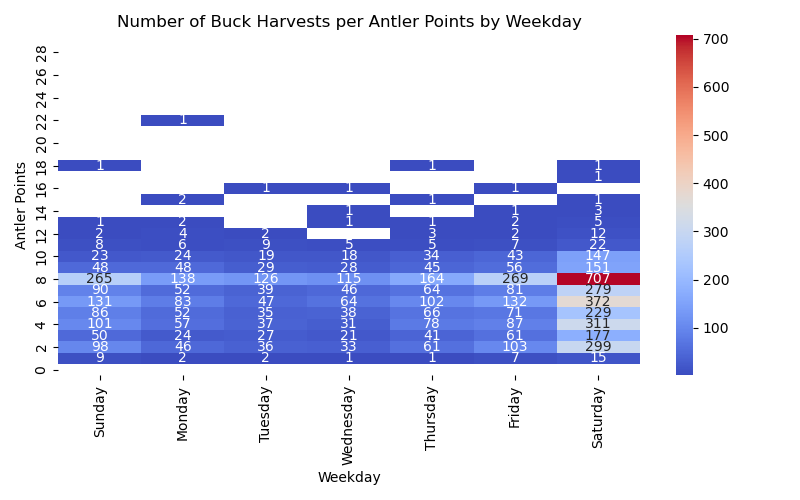 Number of Buck Harvests per Antler Points by Weekday
28
26
24
22 1
20
18 1 1 1
1
16 1 1 1
2 1 1
14 1 1 3
1 2 1 1 2 5
12 2 4 2 3 2 12
8 6 9 5 5 7 22
10 23 24 19 18 34 43 147
48 48 29 28 45 56 151
8 265 138 126 115 164 269 707
90 52 39 46 64 81 279
6 131 83 47 64 102 132 372
86 52 35 38 66 71 229
4 101 57 37 31 78 87 311
50 24 27 21 41 61 177
2 98 46 36 33 61 103 299
9 2 2 1 1 7 15
0
Antler Points
Sunday Monday Tuesday Wednesday Thursday Friday Saturday
Weekday
700
600
500
400
300
200
100